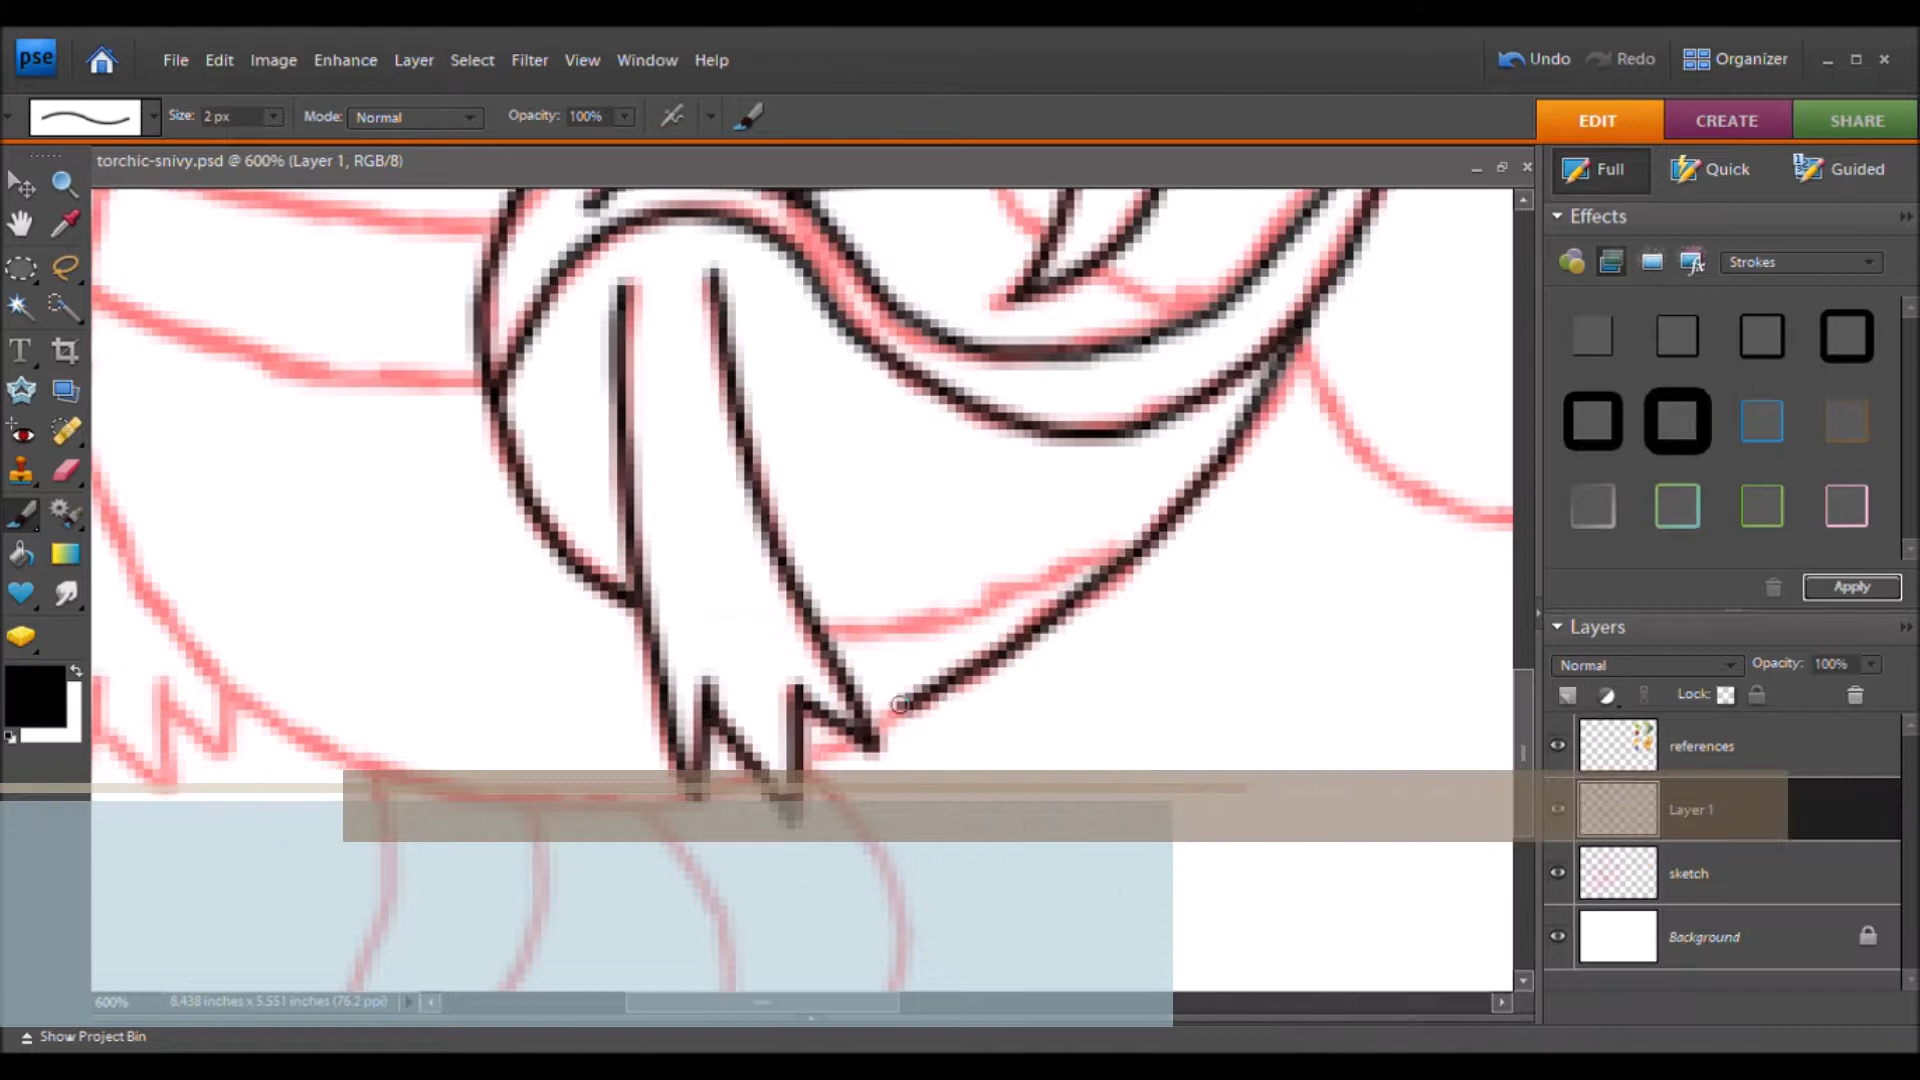 pse File Edit Image Enhance Layer Select Filter View Window Help Undo Redo Organizer
Size: 2 px Mode: Normal Opacity: 100% EDIT CREATE SHARE
torchic-snivy.psd @ 600% (Layer 1, RGB/8)
Full Quick Guided
Effects
Strokes
Apply
Layers
Normal Opacity: 100%
Lock:
references
Layer 1
sketch
Background
600% 8.438 inches x 5.551 inches (76.2 ppi)
Show Project Bin